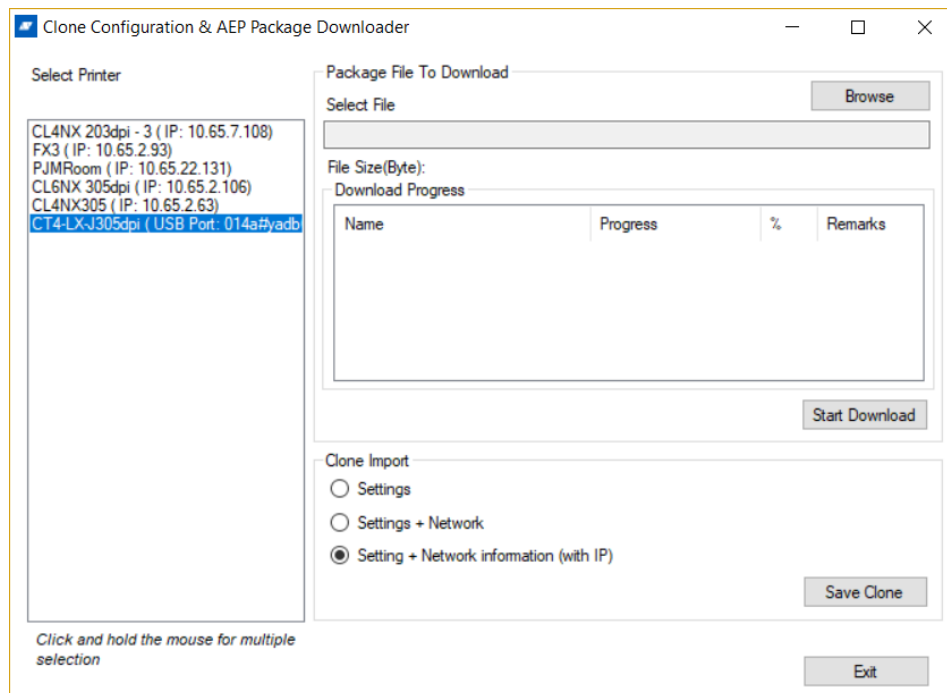 Clone Configuration & AEP Package Downloader
Select Printer
CL4NX 203dpi - 3 ( IP: 10.65.7.108)
FX3 ( IP: 10.65.2.93)
PJMRoom ( IP: 10.65.22.131)
CL6NX 305dpi ( IP: 10.65.2.106)
CL4NX305 ( IP: 10.65.2.63)
CT4-LX-J305dpi ( USB Port: 014a#yadb
Click and hold the mouse for multiple
selection
Package File To Download
Browse
Select File
File Size(Byte):
Download Progress
Name Progress % Remarks
Start Download
Clone Import
Settings
Settings + Network
Setting + Network information (with IP)
Save Clone
Exit